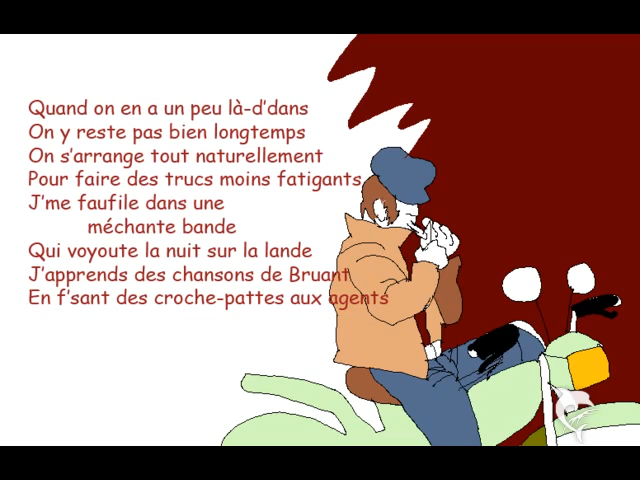 Quand on en a un peu là-d'dans
On y reste pas bien longtemps
On s'arrange tout naturellement
Pour faire des trucs moins fatigants
J'me faufile dans une
méchante bande
Qui voyoute la nuit sur la lande
J'apprends des chansons de Bruant
En f'sant des croche-pattes aux agents